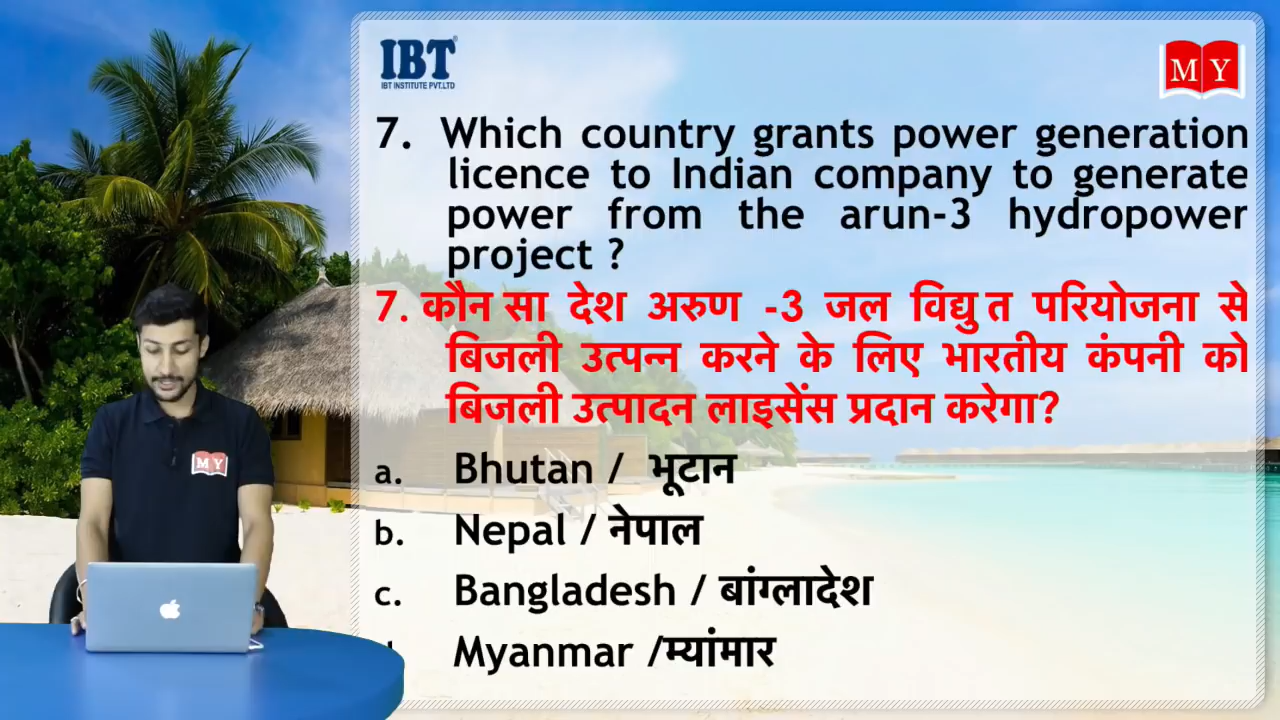 IBT
IBT INSTITUTE PVT.LTD
M Y
7. Which country grants power generation
licence to Indian company to generate
power from the arun-3 hydropower
project ?
7. कौन सा देश अरुण -3 जल विद्यु त परियोजना से
बिजली उत्पन्न करने के लिए भारतीय कंपनी को
बिजली उत्पादन लाइसेंस प्रदान करेगा?
a. Bhutan / भूटान
b. Nepal / नेपाल
c. Bangladesh / बांग्लादेश
Myanmar /म्यांमार
MY